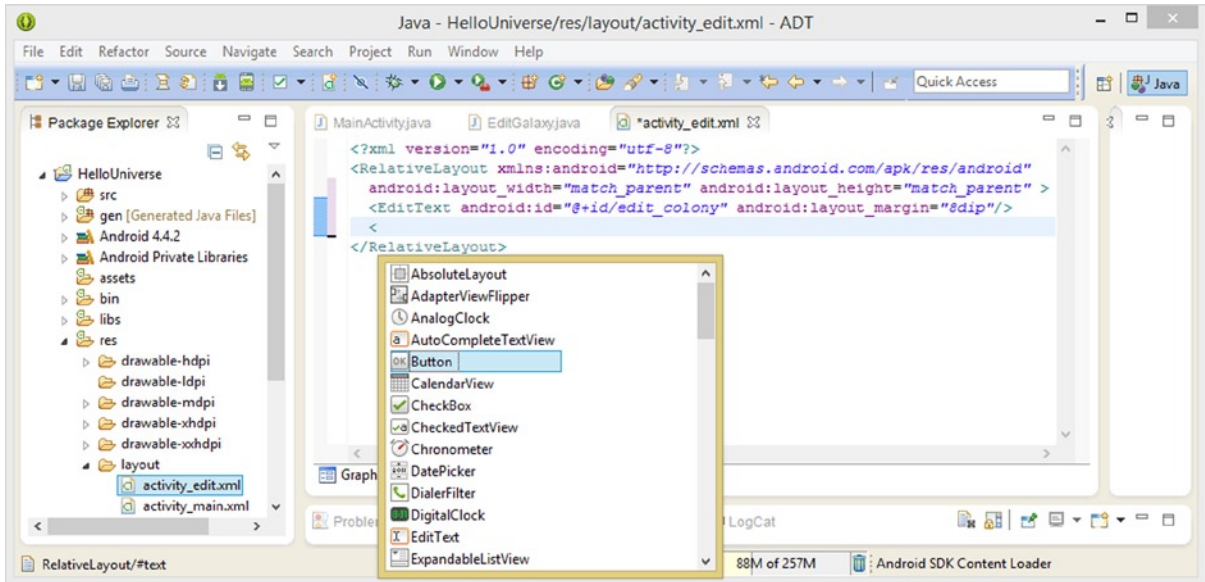 Java - HelloUniverse/res/layout/activity_edit.xml - ADT
File Edit Refactor Source Navigate Search Project Run Window Help
Quick Access
Java
Package Explorer
HelloUniverse
src
gen [Generated Java Files]
Android 4.4.2
Android Private Libraries
assets
bin
libs
res
drawable-hdpi
drawable-ldpi
drawable-mdpi
drawable-xhdpi
drawable-xxhdpi
layout
activity_edit.xml
activity_main.xml
MainActivity.java EditGalaxy.java *activity_edit.xml
<?xml version="1.0" encoding="utf-8"?>
<RelativeLayout xmlns:android="http://schemas.android.com/apk/res/android"
android:layout_width="match_parent" android:layout_height="match_parent" >
<EditText android:id="@+id/edit_colony" android:layout_margin="8dip"/>
<
</RelativeLayout>
AbsoluteLayout
AdapterViewFlipper
AnalogClock
AutoCompleteTextView
Button
CalendarView
CheckBox
CheckedTextView
Chronometer
DatePicker
DialerFilter
DigitalClock
EditText
ExpandableListView
Graph
Probler
LogCat
RelativeLayout/#text
88M of 257M
Android SDK Content Loader